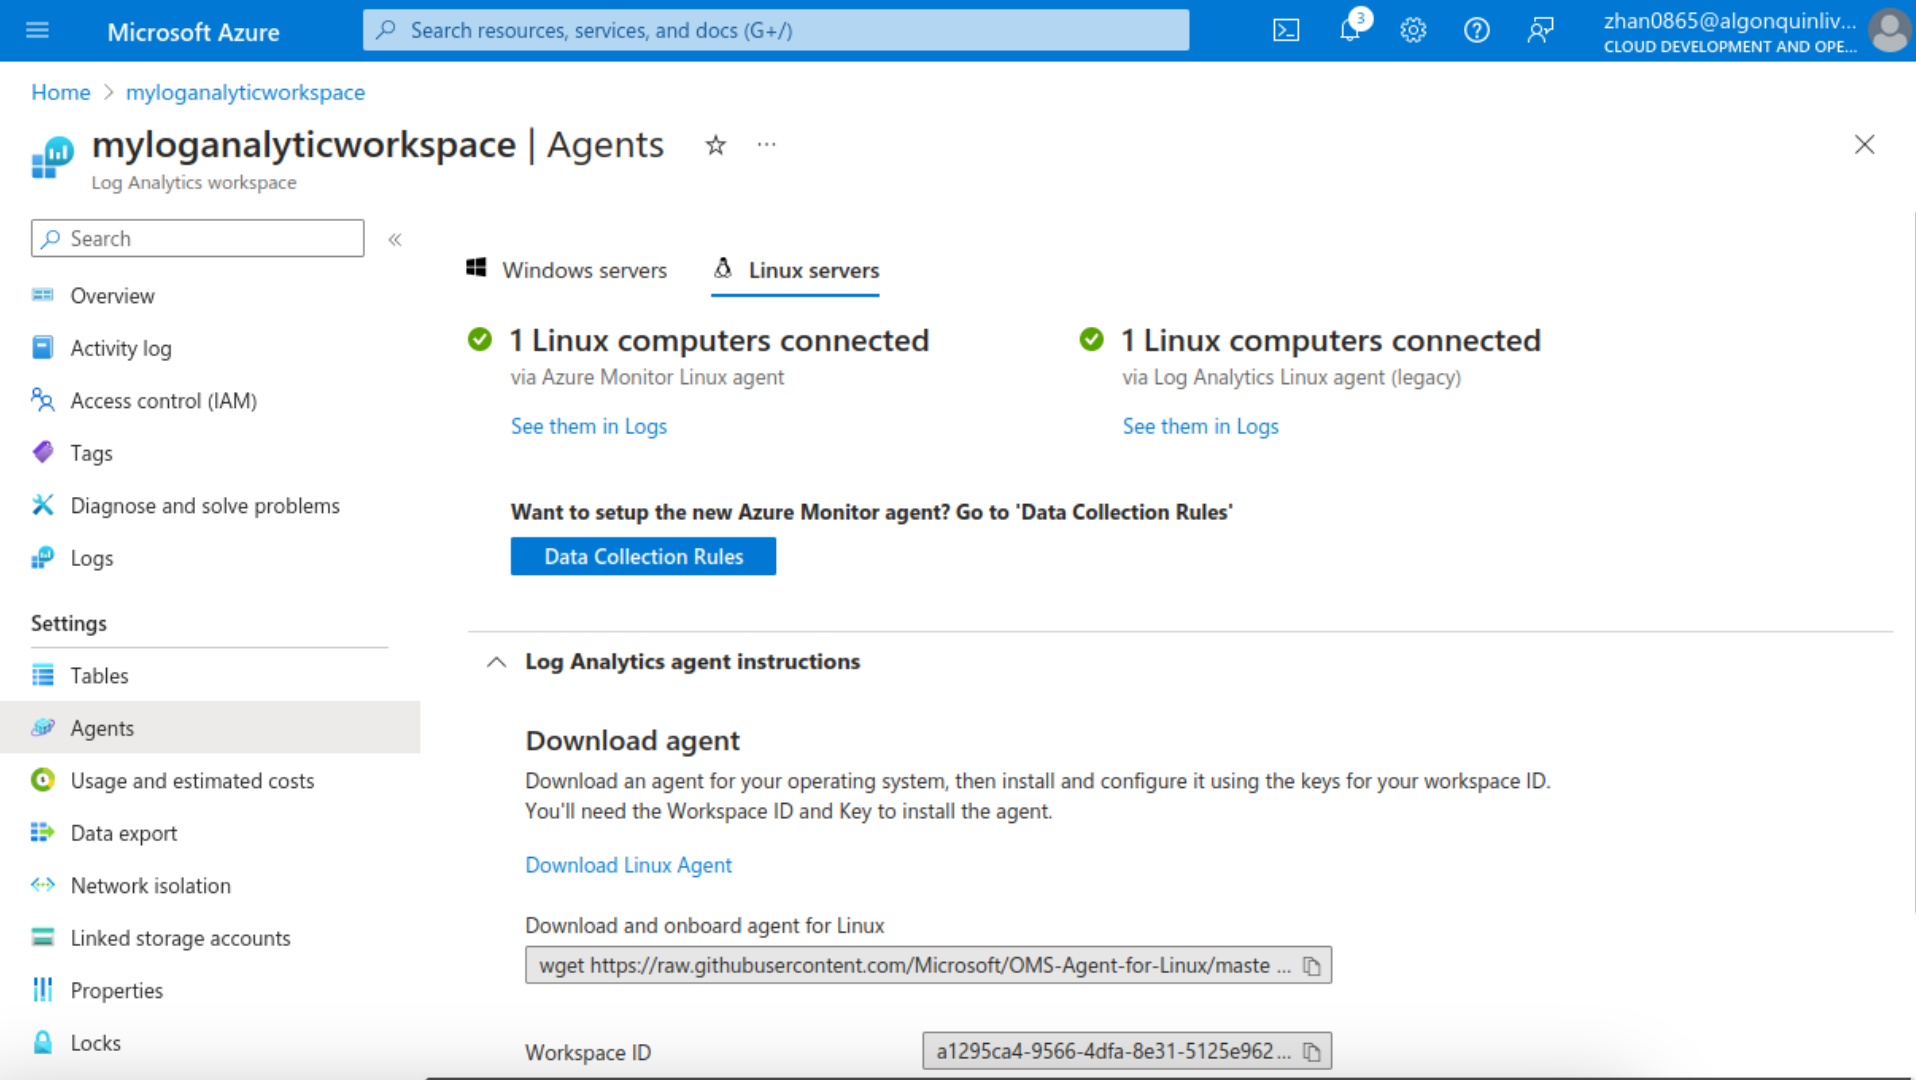 Microsoft Azure
Search resources, services, and docs (G+/)
3
zhan0865@algonquinliv...
CLOUD DEVELOPMENT AND OPE...
Home > myloganalyticworkspace
myloganalyticworkspace | Agents
Log Analytics workspace
Search
Overview
Activity log
Access control (IAM)
Tags
Diagnose and solve problems
Logs
Settings
Tables
Agents
Usage and estimated costs
Data export
Network isolation
Linked storage accounts
Properties
Locks
Windows servers
Linux servers
1 Linux computers connected
via Azure Monitor Linux agent
See them in Logs
1 Linux computers connected
via Log Analytics Linux agent (legacy)
See them in Logs
Want to setup the new Azure Monitor agent? Go to 'Data Collection Rules'
Data Collection Rules
Log Analytics agent instructions
Download agent
Download an agent for your operating system, then install and configure it using the keys for your workspace ID.
You'll need the Workspace ID and Key to install the agent.
Download Linux Agent
Download and onboard agent for Linux
wget https://raw.githubusercontent.com/Microsoft/OMS-Agent-for-Linux/maste ...
Workspace ID
a1295ca4-9566-4dfa-8e31-5125e962 ...